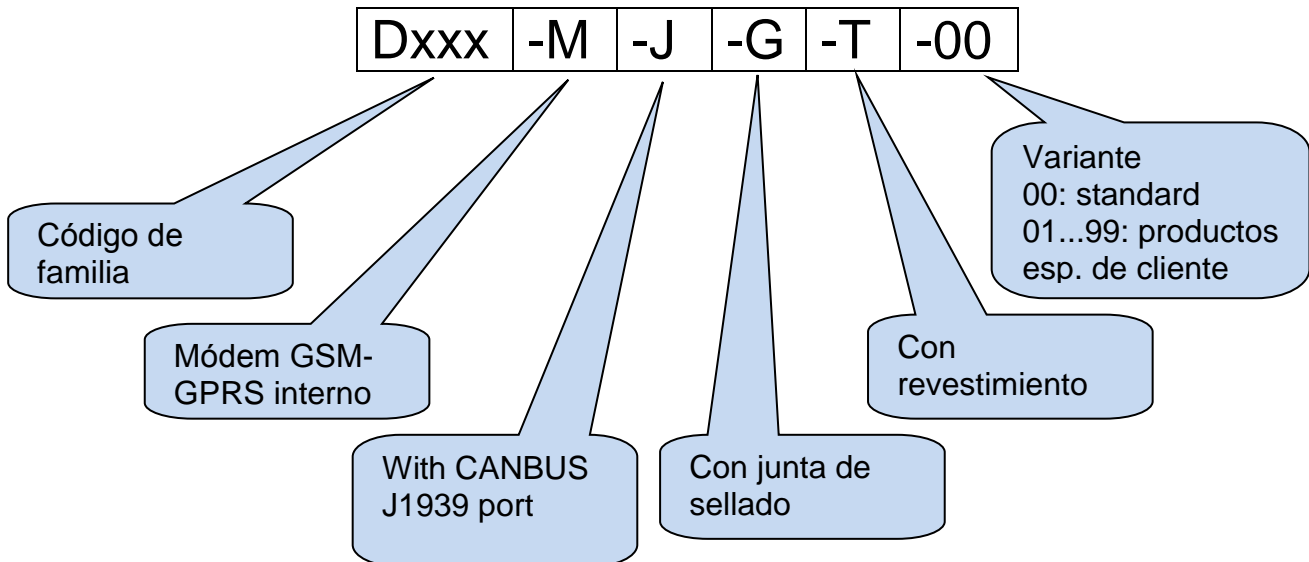 Dxxx -M -J -G -T -00
Variante
00: standard
01...99: productos
esp. de cliente
Código de
familia
Módem GSM-
GPRS interno
Con
revestimiento
With CANBUS
J1939 port
Con junta de
sellado